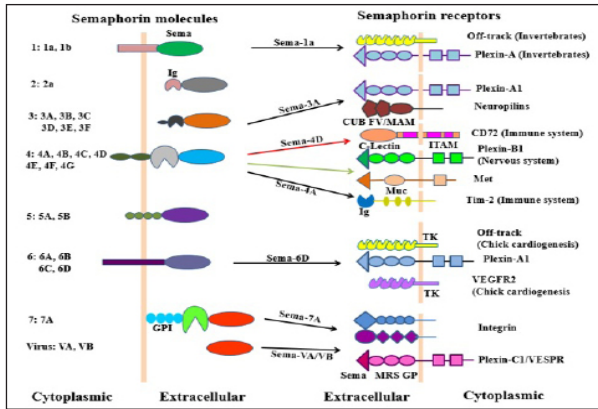 Semaphorin molecules
Semaphorin receptors
Sema
1: 1a, 1b
Sema-1a
Off-track (Invertebrates)
Plexin-A (Invertebrates)
Ig
2: 2a
Plexin-A1
Neuropilins
CUB FV/MAM
3: 3A, 3B, 3C
3D, 3E, 3F
Sema-3A
4: 4A, 4B, 4C, 4D
4E, 4F, 4G
Sema-4D
Sema-4A
CD72 (Immune system)
C-Lectin
ITAM
Plexin-B1
(Nervous system)
Met
Muc
Tim-2 (Immune system)
Ig
5: 5A, 5B
6: 6A, 6B
6C, 6D
Sema-6D
Off-track
(Chick cardiogenesis)
TK
Plexin-A1
VEGFR2
(Chick cardiogenesis)
TK
7: 7A
GPI
Sema-7A
Integrin
Virus: VA, VB
Sema-VA/VB
Plexin-C1/VESPR
Sema MRS GP
Cytoplasmic
Extracellular
Extracellular
Cytoplasmic